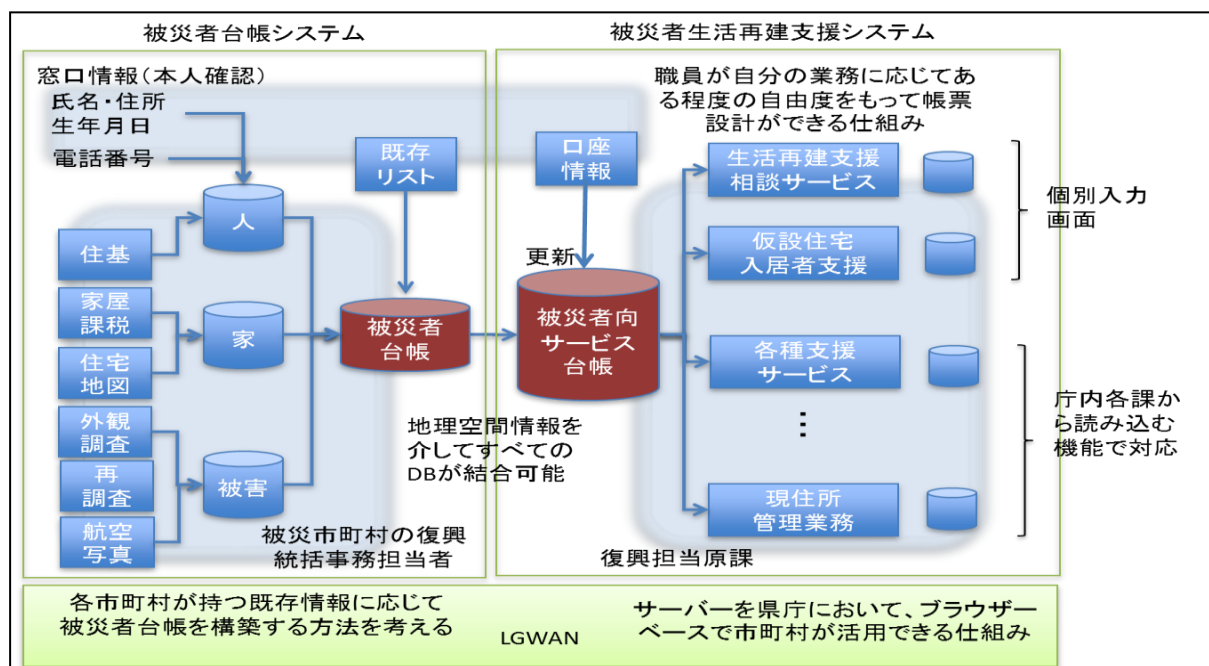 被災者台帳システム
被災者生活再建支援システム
窓口情報(本人確認)
氏名・住所
生年月日
電話番号
既存
リスト
口座
情報
職員が自分の業務に応じてあ
る程度の自由度をもって帳票
設計ができる仕組み
人
住基
家屋
課税
住宅
地図
家
外観
調査
再
調査
航空
写真
被害
被災者
台帳
更新
被災者向
サービス
台帳
生活再建支援
相談サービス
仮設住宅
入居者支援
各種支援
サービス
⋮
現住所
管理業務
個別入力
画面
庁内各課か
ら読み込む
機能で対応
地理空間情報を
介してすべての
DBが結合可能
被災市町村の復興
統括事務担当者
復興担当原課
各市町村が持つ既存情報に応じて
被災者台帳を構築する方法を考える
LGWAN
サーバーを県庁において、ブラウザー
ベースで市町村が活用できる仕組み